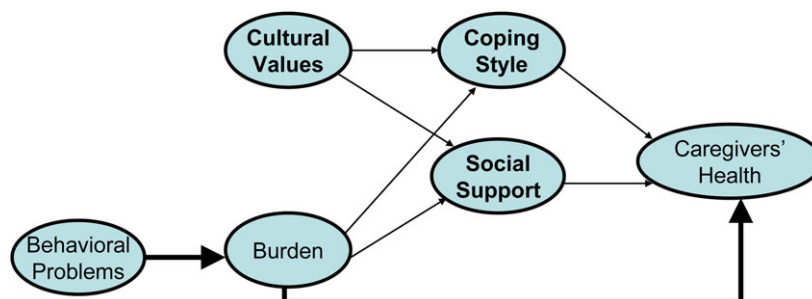 Cultural
Values
Coping
Style
Social
Support
Caregivers'
Health
Behavioral
Problems
Burden